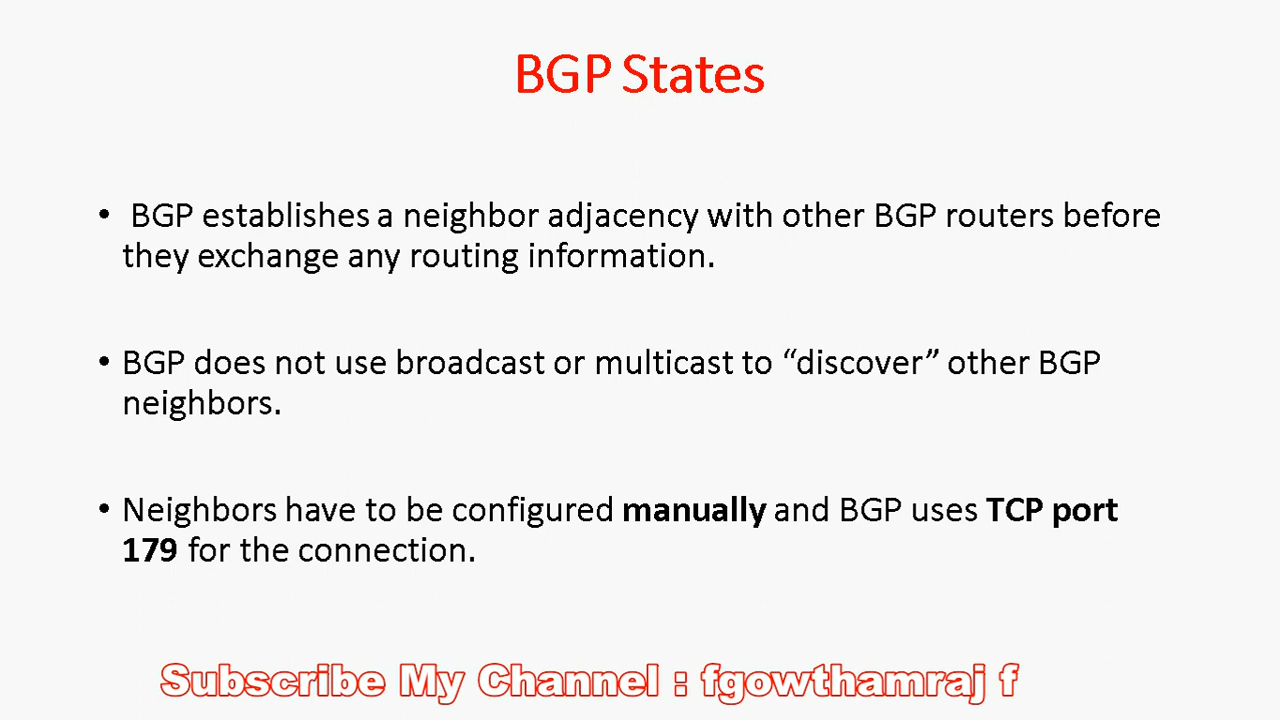 BGP States
• BGP establishes a neighbor adjacency with other BGP routers before
they exchange any routing information.
• BGP does not use broadcast or multicast to “discover” other BGP
neighbors.
• Neighbors have to be configured manually and BGP uses TCP port
179 for the connection.
Subscribe My Channel : fgowthamraj f